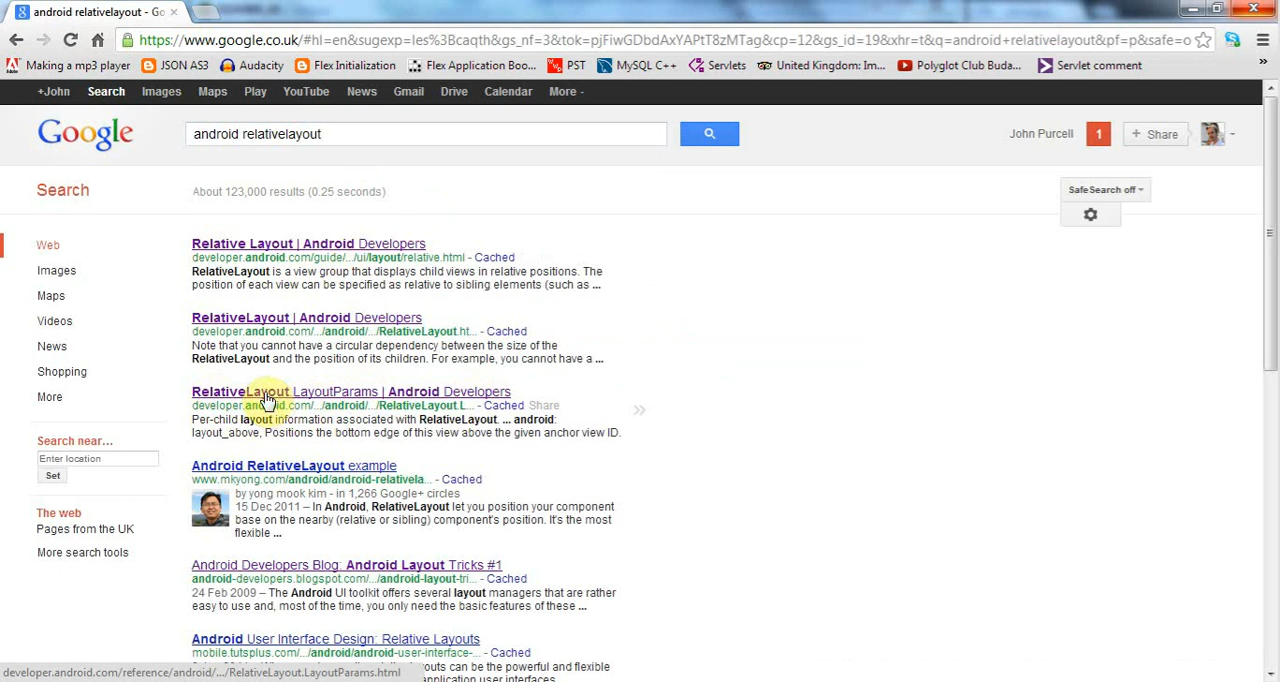 android relativelayout - Go
https://www.google.co.uk/#hl=en&sugexp=les%3Bcaqth&gs_nf=3&tok=pjFiwGDbdAxYAPtT8zMTag&cp=12&gs_id=19&xhr=t&q=android+relativelayout&pf=p&safe=o
Making a mp3 player JSON AS3 Audacity Flex Initialization Flex Application Boo... PST MySQL C++ Servlets United Kingdom: Im... Polyglot Club Buda... Servlet comment »
+John Search Images Maps Play YouTube News Gmail Drive Calendar More
Google android relativelayout John Purcell 1 + Share
Search About 123,000 results (0.25 seconds) SafeSearch off
Web
Images
Maps
Videos
News
Shopping
More
Search near...
Enter location
Set
The web
Pages from the UK
More search tools
Relative Layout | Android Developers
developer.android.com/guide/.../ui/layout/relative.html - Cached
RelativeLayout is a view group that displays child views in relative positions. The
position of each view can be specified as relative to sibling elements (such as ...
RelativeLayout | Android Developers
developer.android.com/.../android/.../RelativeLayout.ht... - Cached
Note that you cannot have a circular dependency between the size of the
RelativeLayout and the position of its children. For example, you cannot have a ...
RelativeLayout LayoutParams | Android Developers
developer.android.com/.../android/.../RelativeLayout.L... - Cached Share
Per-child layout information associated with RelativeLayout. ... android:
layout_above, Positions the bottom edge of this view above the given anchor view ID.
»
Android RelativeLayout example
www.mkyong.com/android/android-relativela... - Cached
by yong mook kim - in 1,266 Google+ circles
15 Dec 2011 – In Android, RelativeLayout let you position your component
base on the nearby (relative or sibling) component's position. It's the most
flexible ...
Android Developers Blog: Android Layout Tricks #1
android-developers.blogspot.com/.../android-layout-tri... - Cached
24 Feb 2009 – The Android UI toolkit offers several layout managers that are rather
easy to use and, most of the time, you only need the basic features of these ...
Android User Interface Design: Relative Layouts
mobile.tutsplus.com/.../android/android-user-interface-... - Cached
layouts can be the powerful and flexible
application user interfaces.
developer.android.com/reference/android/.../RelativeLayout.LayoutParams.html